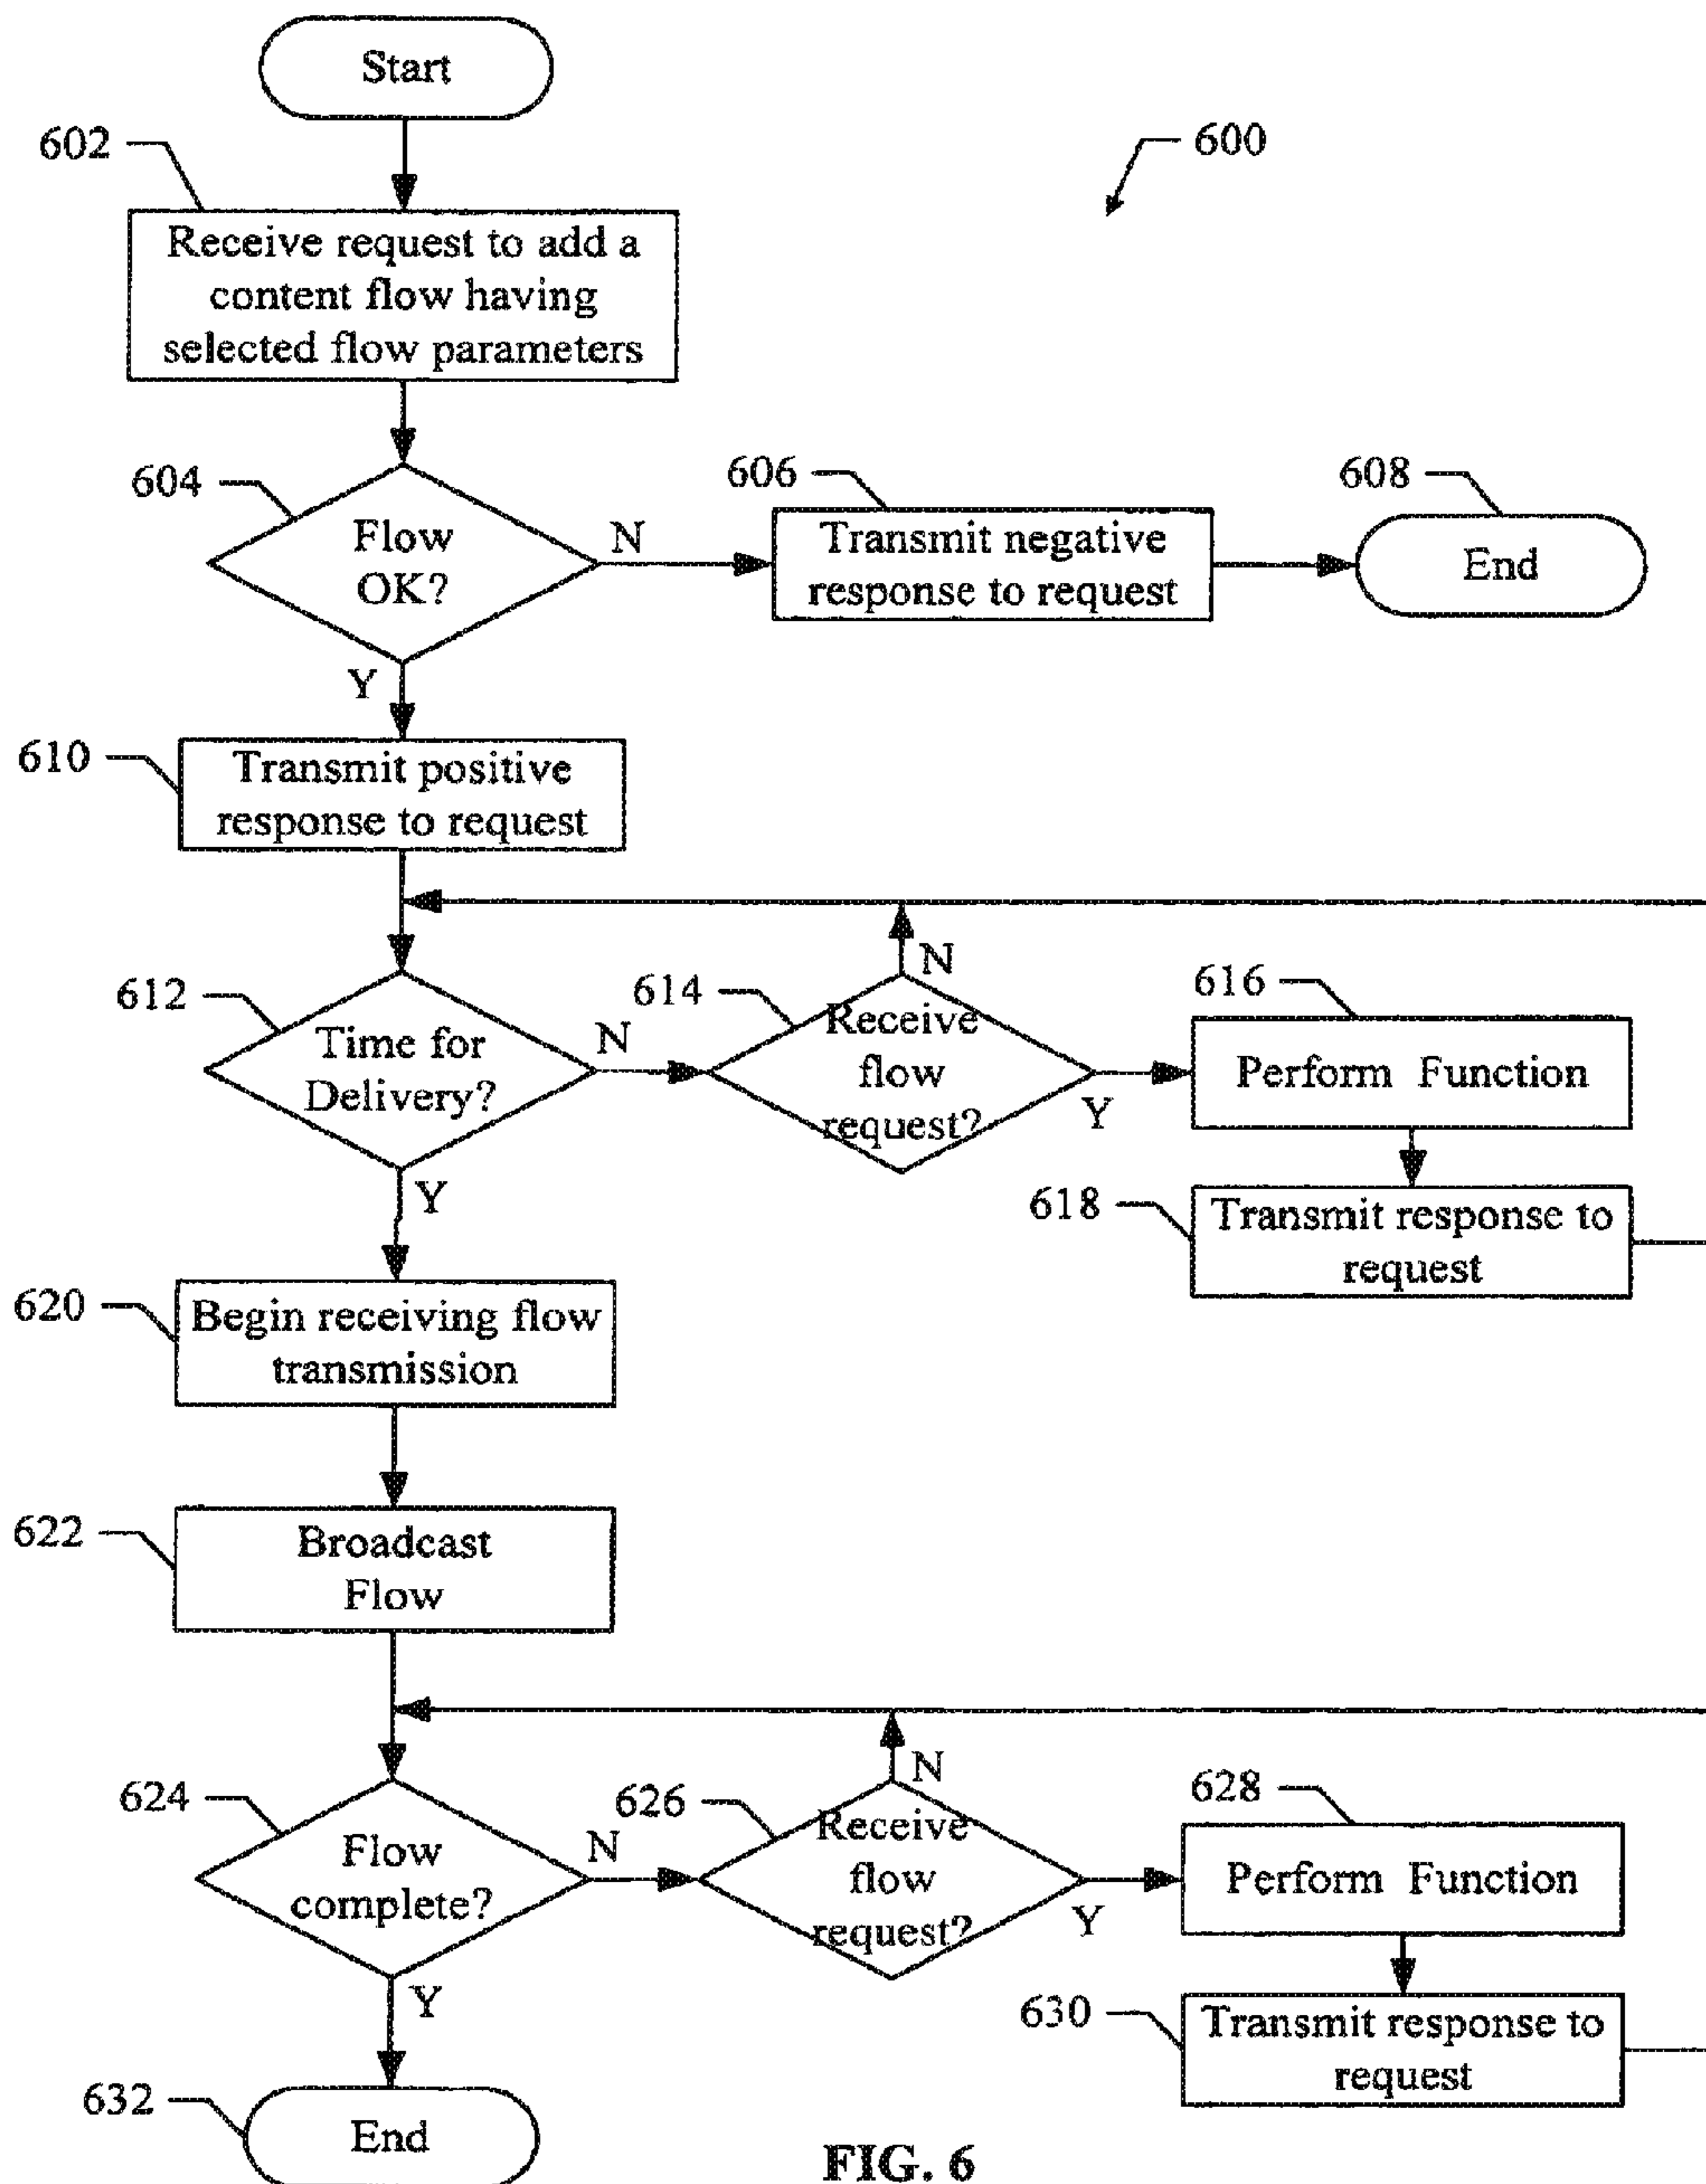 Start
602
600
Receive request to add a
content flow having
selected flow parameters
604
Flow
OK?
N
606
Transmit negative
response to request
608
End
Y
610
Transmit positive
response to request
612
Time for
Delivery?
N
614
Receive
flow
request?
N
Y
616
Perform Function
618
Transmit response to
request
Y
620
Begin receiving flow
transmission
622
Broadcast
Flow
624
Flow
complete?
N
626
Receive
flow
request?
N
Y
628
Perform Function
630
Transmit response to
request
Y
632
End
FIG. 6